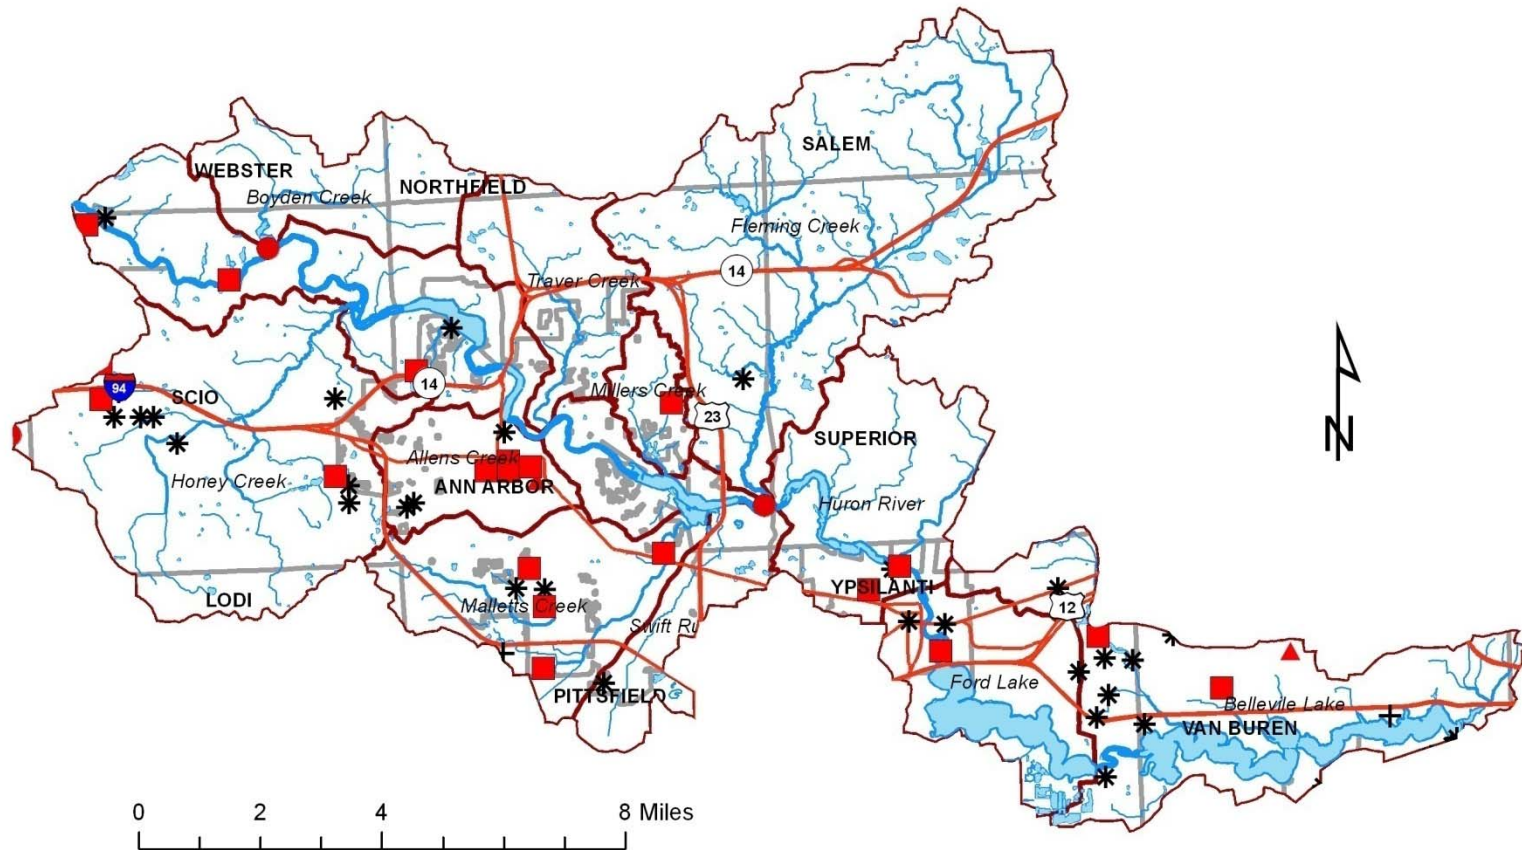 SALEM
WEBSTER
NORTHFIELD
Boyden Creek
Fleming Creek
14
Traver Creek
94
14
SCIO
Millers Creek
23
SUPERIOR
Allens Creek
Honey Creek
ANN ARBOR
Huron River
YPSILANTI
LODI
Malletts Creek
12
Swift Ru
Ford Lake
PITTSFIELD
Bellevile Lake
VAN BUREN
N
0 2 4 8 Miles